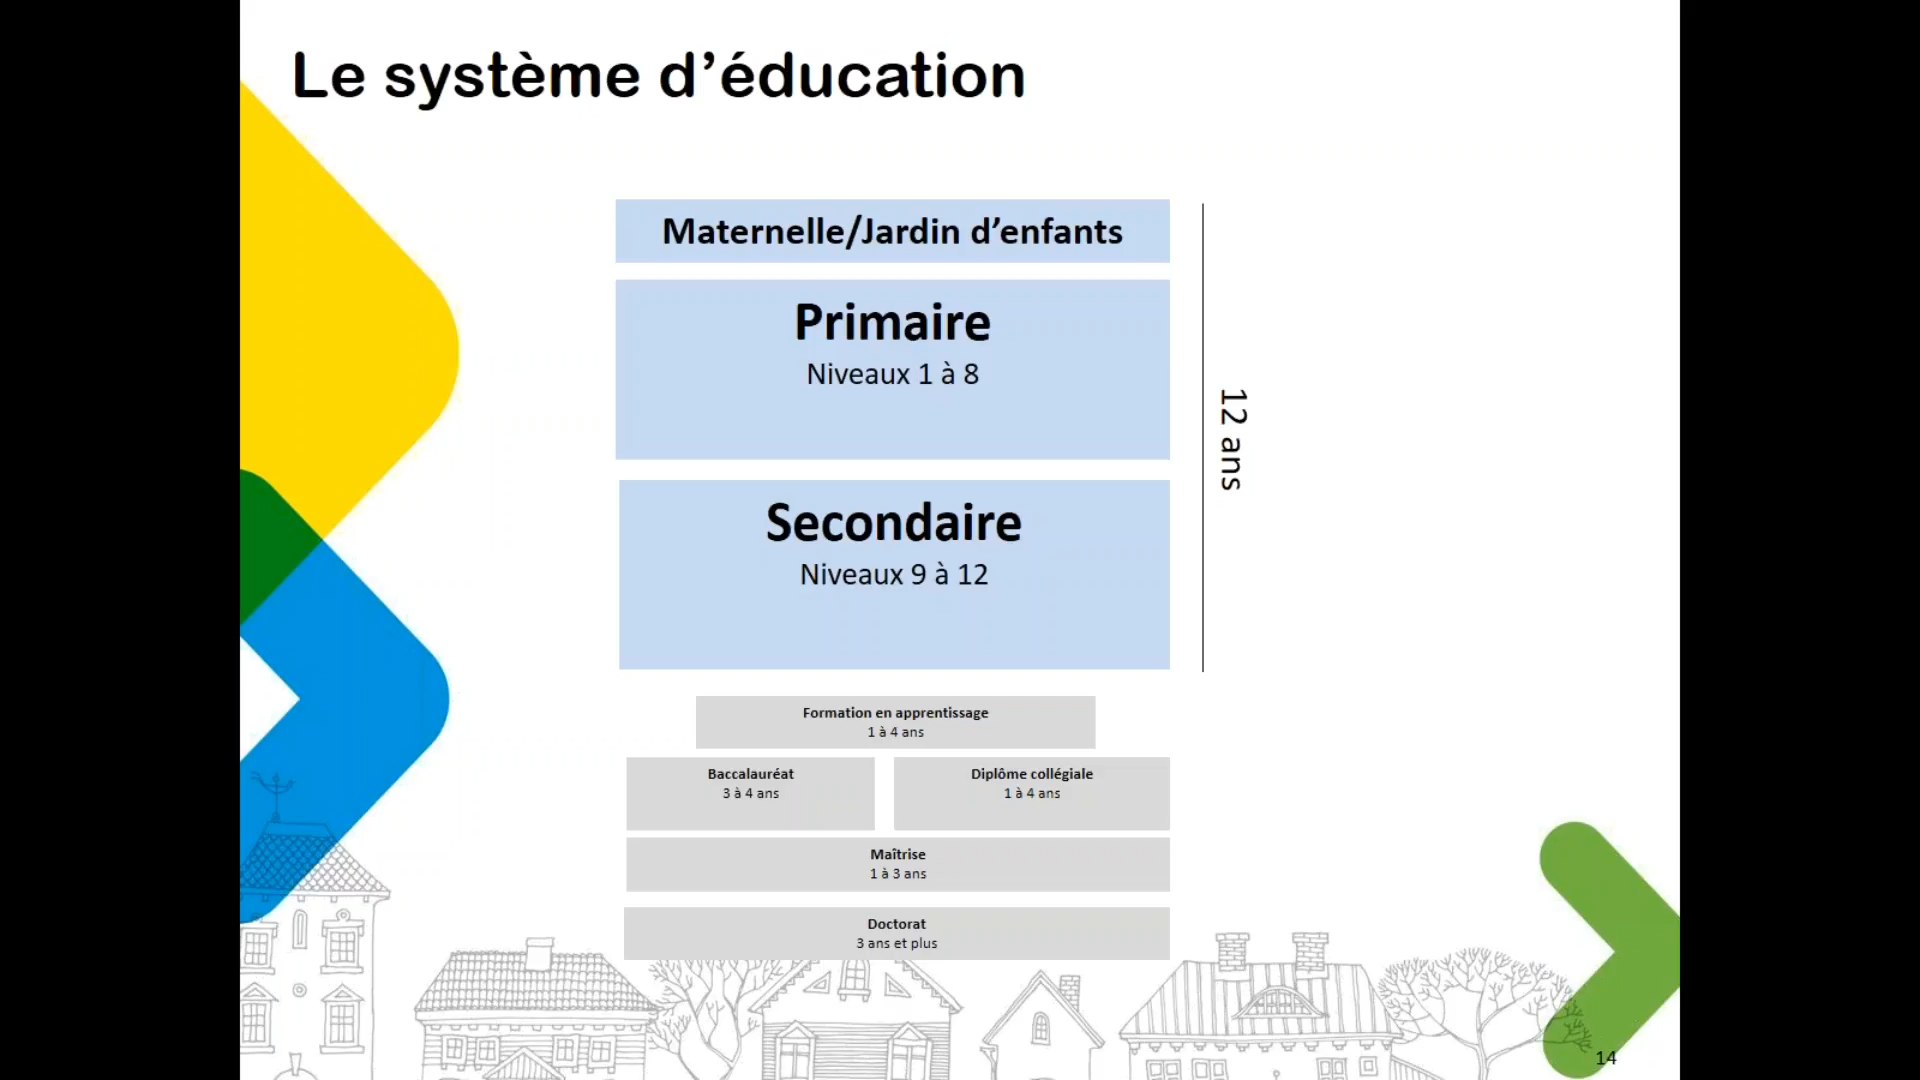 Le système d’éducation
Maternelle/Jardin d’enfants
Primaire
Niveaux 1 à 8
12 ans
Secondaire
Niveaux 9 à 12
Formation en apprentissage
1 à 4 ans
Baccalauréat
3 à 4 ans
Diplôme collégiale
1 à 4 ans
Maîtrise
1 à 3 ans
Doctorat
3 ans et plus
14